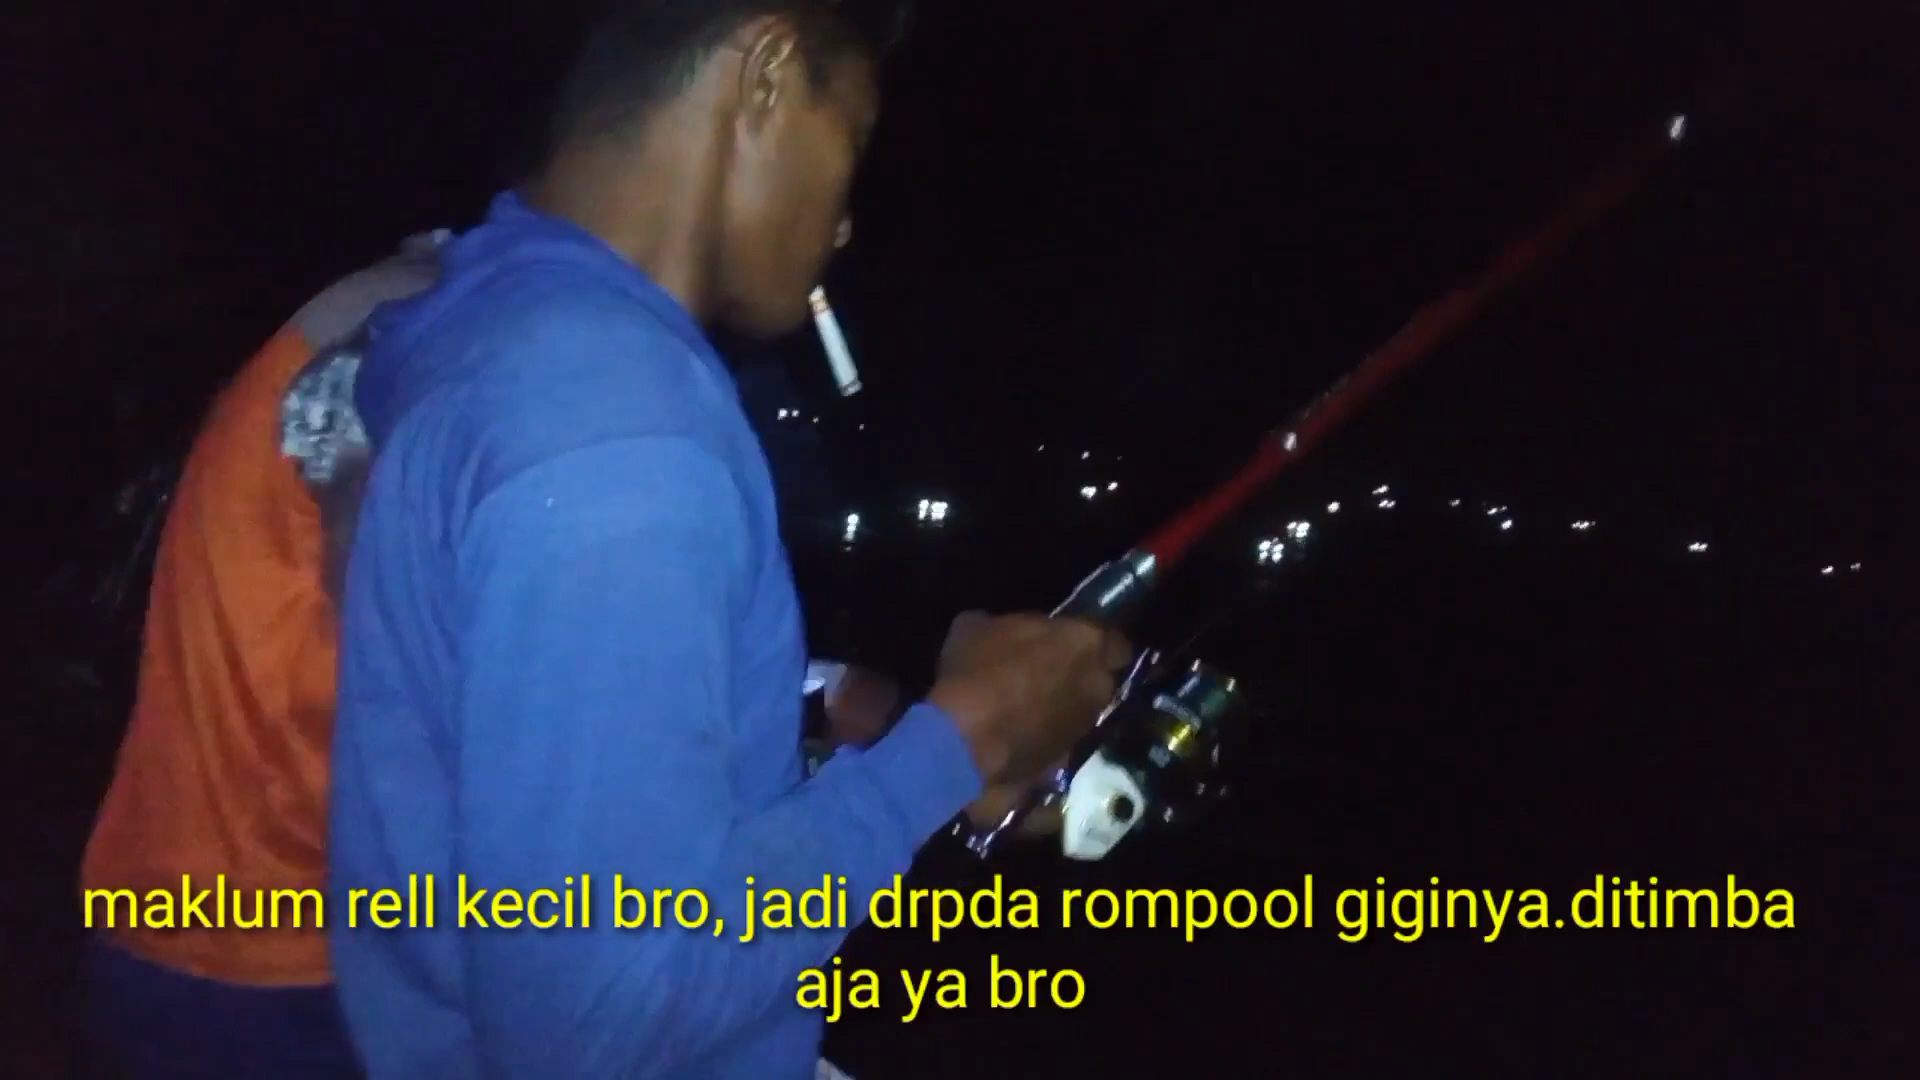 maklum rell kecil bro, jadi drpda rompool giginya.ditimba
aja ya bro